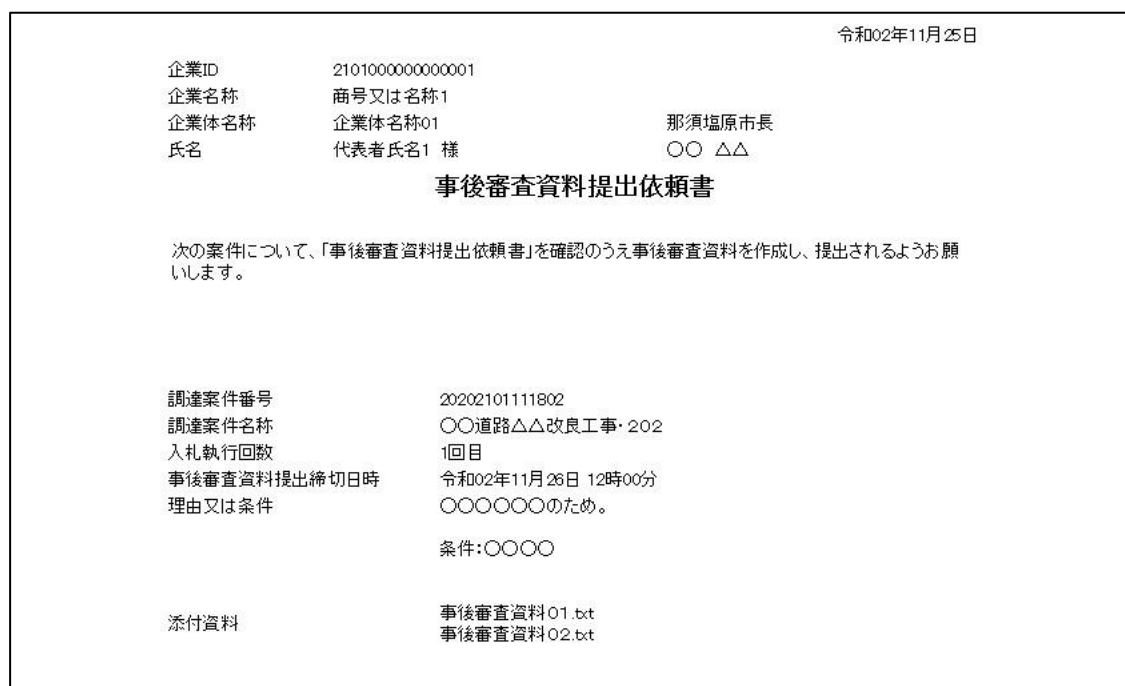 令和02年11月25日
企業ID 2101000000000001
企業名称 商号又は名称1
企業体名称 企業体名称01 那須塩原市長
氏名 代表者氏名1 様 〇〇 △△
事後審査資料提出依頼書
次の案件について、「事後審査資料提出依頼書」を確認のうえ事後審査資料を作成し、提出されるようお願
いします。
調達案件番号 20202101111802
調達案件名称 〇〇道路△△改良工事・202
入札執行回数 1回目
事後審査資料提出締切日時 令和02年11月26日 12時00分
理由又は条件 〇〇〇〇〇〇のため。
条件:〇〇〇〇
添付資料 事後審査資料01.txt
事後審査資料02.txt